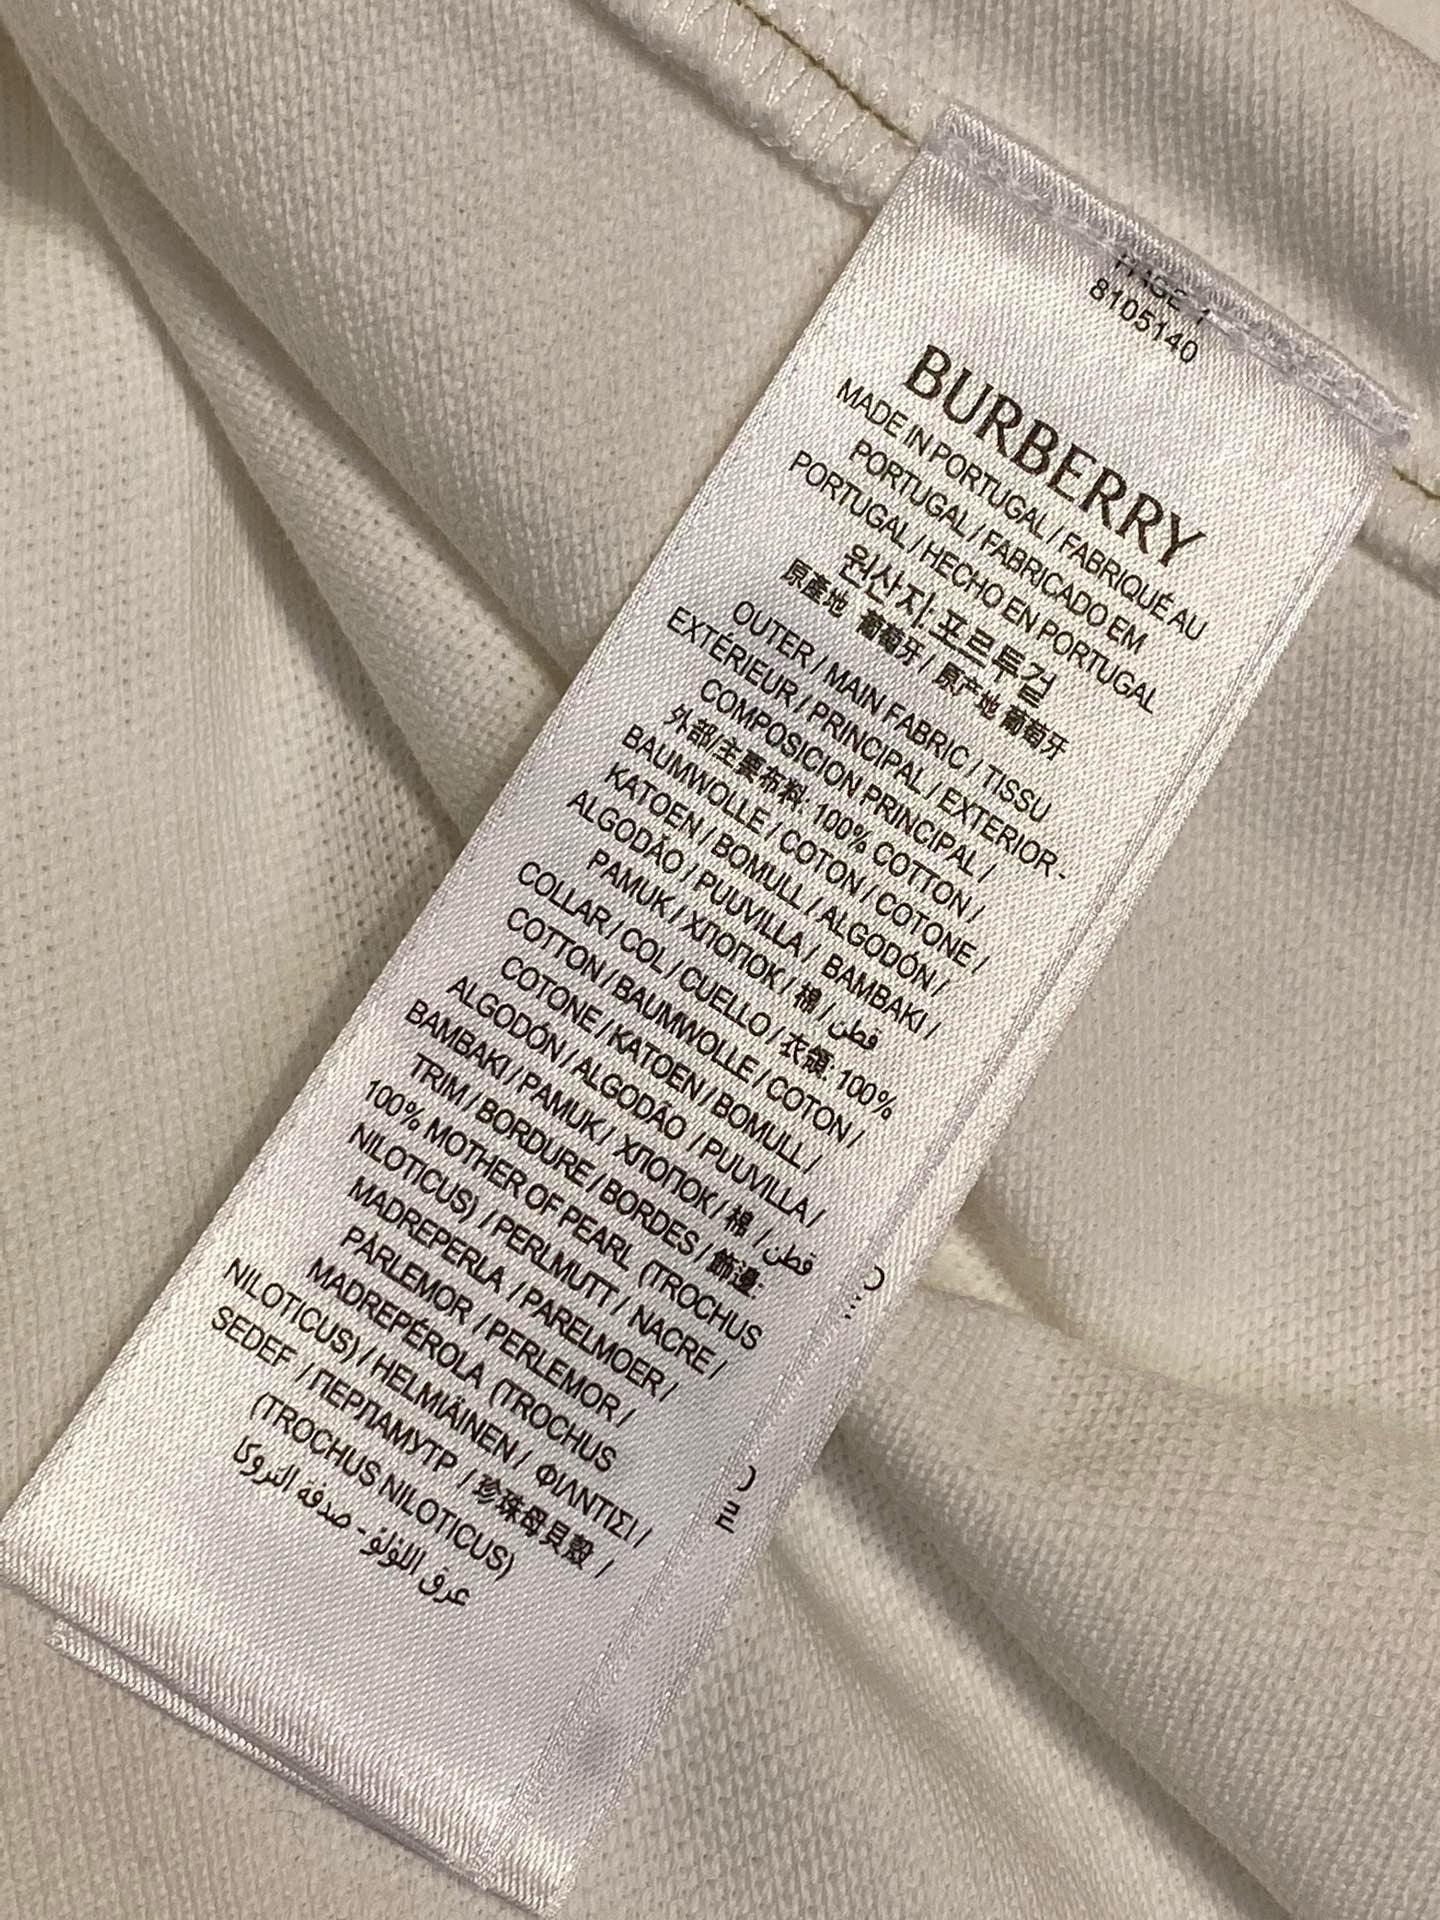 PAGE 1
8105140
BURBERRY
MADE IN PORTUGAL / FABRIQUÉ AU
PORTUGAL / FABRICADO EM
PORTUGAL / HECHO EN PORTUGAL
원산지:포르투갈
原產地 葡萄牙 / 原产地 葡萄牙
OUTER / MAIN FABRIC / TISSU
EXTÉRIEUR / PRINCIPAL / EXTERIOR -
COMPOSICION PRINCIPAL /
外部/主要布料: 100% COTTON /
BAUMWOLLE / COTON / COTONE /
KATOEN / BOMULL / ALGODÓN /
ALGODÃO / PUUVILLA / BAMBAKI /
PAMUK / ХЛОПОК / 棉 / قطن
COLLAR / COL / CUELLO / 衣領: 100%
COTTON / BAUMWOLLE / COTON /
COTONE / KATOEN / BOMULL /
ALGODÓN / ALGODÃO / PUUVILLA /
BAMBAKI / PAMUK / ХЛОПОК / 棉 / قطن
TRIM / BORDURE / BORDES / 飾邊:
100% MOTHER OF PEARL (TROCHUS
NILOTICUS) / PERLMUTT / NACRE /
MADREPERLA / PARELMOER /
PÄRLEMOR / PERLEMOR /
MADREPÉROLA (TROCHUS
NILOTICUS) / HELMIÄINEN / ΦΙΛΝΤΙΣΙ /
SEDEF / ПЕРЛАМУТР / 珍珠母貝殼 /
(TROCHUS NILOTICUS)
عرق اللؤلؤ - صدفة التروكا